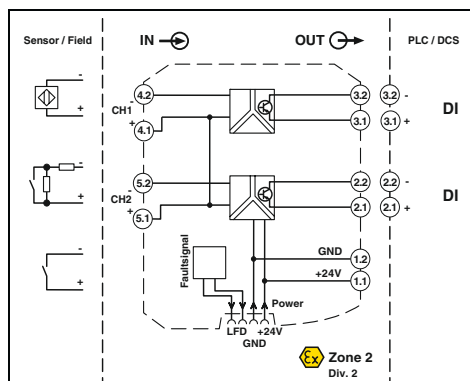 Sensor / Field
IN
OUT
PLC / DCS
-
+
4.2
-
CH1
+
4.1
3.2
3.1
3.2 -
3.1 +
DI
-
+
5.2
-
CH2
+
5.1
2.2
2.1
2.2 -
2.1 +
DI
-
+
Faultsignal
GND
1.2
+24V
1.1
Power
LFD
+24V
GND
Ex
Zone 2
Div. 2